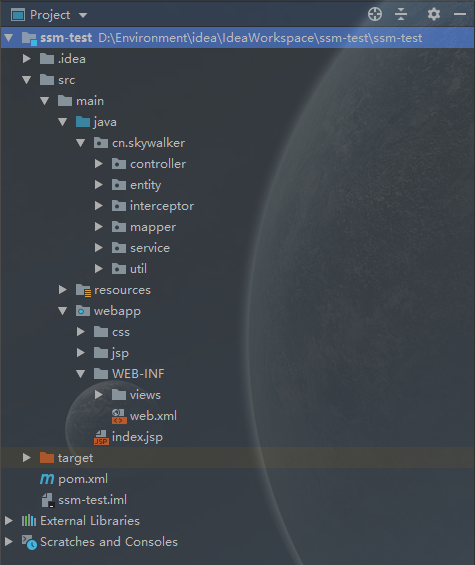 Project
ssm-test D:\Environment\idea\IdeaWorkspace\ssm-test\ssm-test
.idea
src
main
java
cn.skywalker
controller
entity
interceptor
mapper
service
util
resources
webapp
css
jsp
WEB-INF
views
web.xml
index.jsp
target
pom.xml
ssm-test.iml
External Libraries
Scratches and Consoles